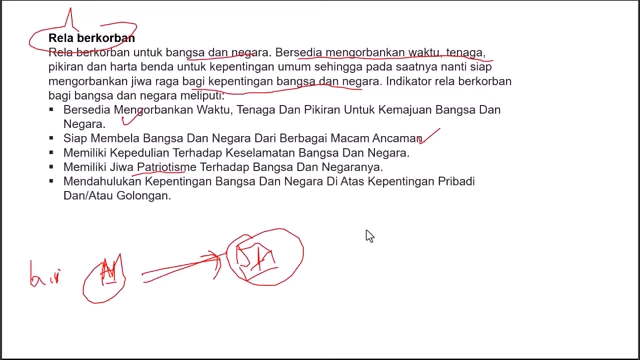 Rela berkorban
Rela berkorban untuk bangsa dan negara. Bersedia mengorbankan waktu, tenaga,
pikiran dan harta benda untuk kepentingan umum sehingga pada saatnya nanti siap
mengorbankan jiwa raga bagi kepentingan bangsa dan negara. Indikator rela berkorban
bagi bangsa dan negara meliputi:
▪ Bersedia Mengorbankan Waktu, Tenaga Dan Pikiran Untuk Kemajuan Bangsa Dan
Negara.
▪ Siap Membela Bangsa Dan Negara Dari Berbagai Macam Ancaman
▪ Memiliki Kepedulian Terhadap Keselamatan Bangsa Dan Negara.
▪ Memiliki Jiwa Patriotisme Terhadap Bangsa Dan Negaranya.
▪ Mendahulukan Kepentingan Bangsa Dan Negara Di Atas Kepentingan Pribadi
Dan/Atau Golongan.